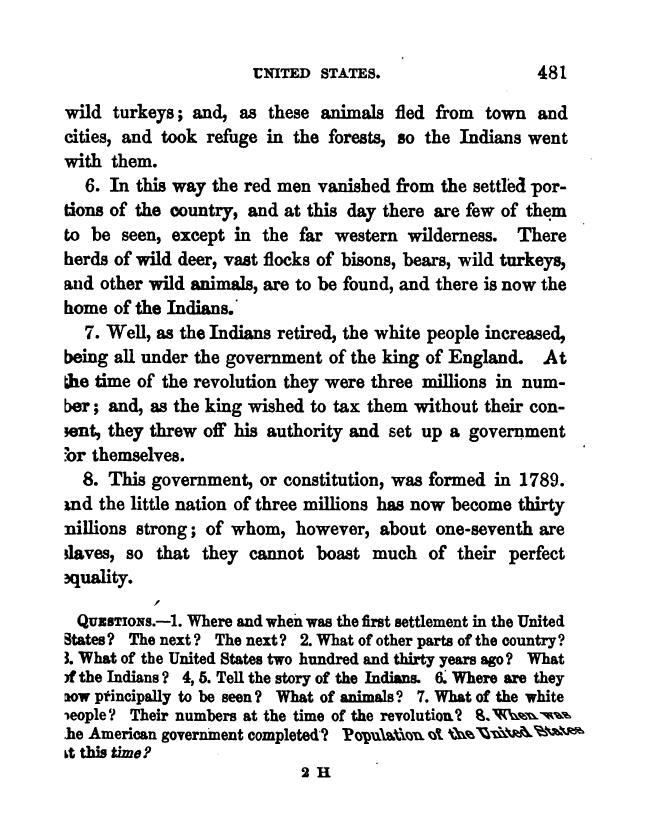 UNITED STATES. 481
wild turkeys; and, as these animals fled from town and
cities, and took refuge in the forests, so the Indians went
with them.
6. In this way the red men vanished from the settled por-
tions of the country, and at this day there are few of them
to be seen, except in the far western wilderness. There
herds of wild deer, vast flocks of bisons, bears, wild turkeys,
and other wild animals, are to be found, and there is now the
home of the Indians.
7. Well, as the Indians retired, the white people increased,
being all under the government of the king of England. At
the time of the revolution they were three millions in num-
ber; and, as the king wished to tax them without their con-
sent, they threw off his authority and set up a government
for themselves.
8. This government, or constitution, was formed in 1789.
and the little nation of three millions has now become thirty
millions strong; of whom, however, about one-seventh are
slaves, so that they cannot boast much of their perfect
equality.
QUESTIONS.—1. Where and when was the first settlement in the United
States? The next? The next? 2. What of other parts of the country?
3. What of the United States two hundred and thirty years ago? What
of the Indians? 4, 5. Tell the story of the Indians. 6. Where are they
now principally to be seen? What of animals? 7. What of the white
people? Their numbers at the time of the revolution? 8. When was
the American government completed? Population of the United States
at this time?
2 H